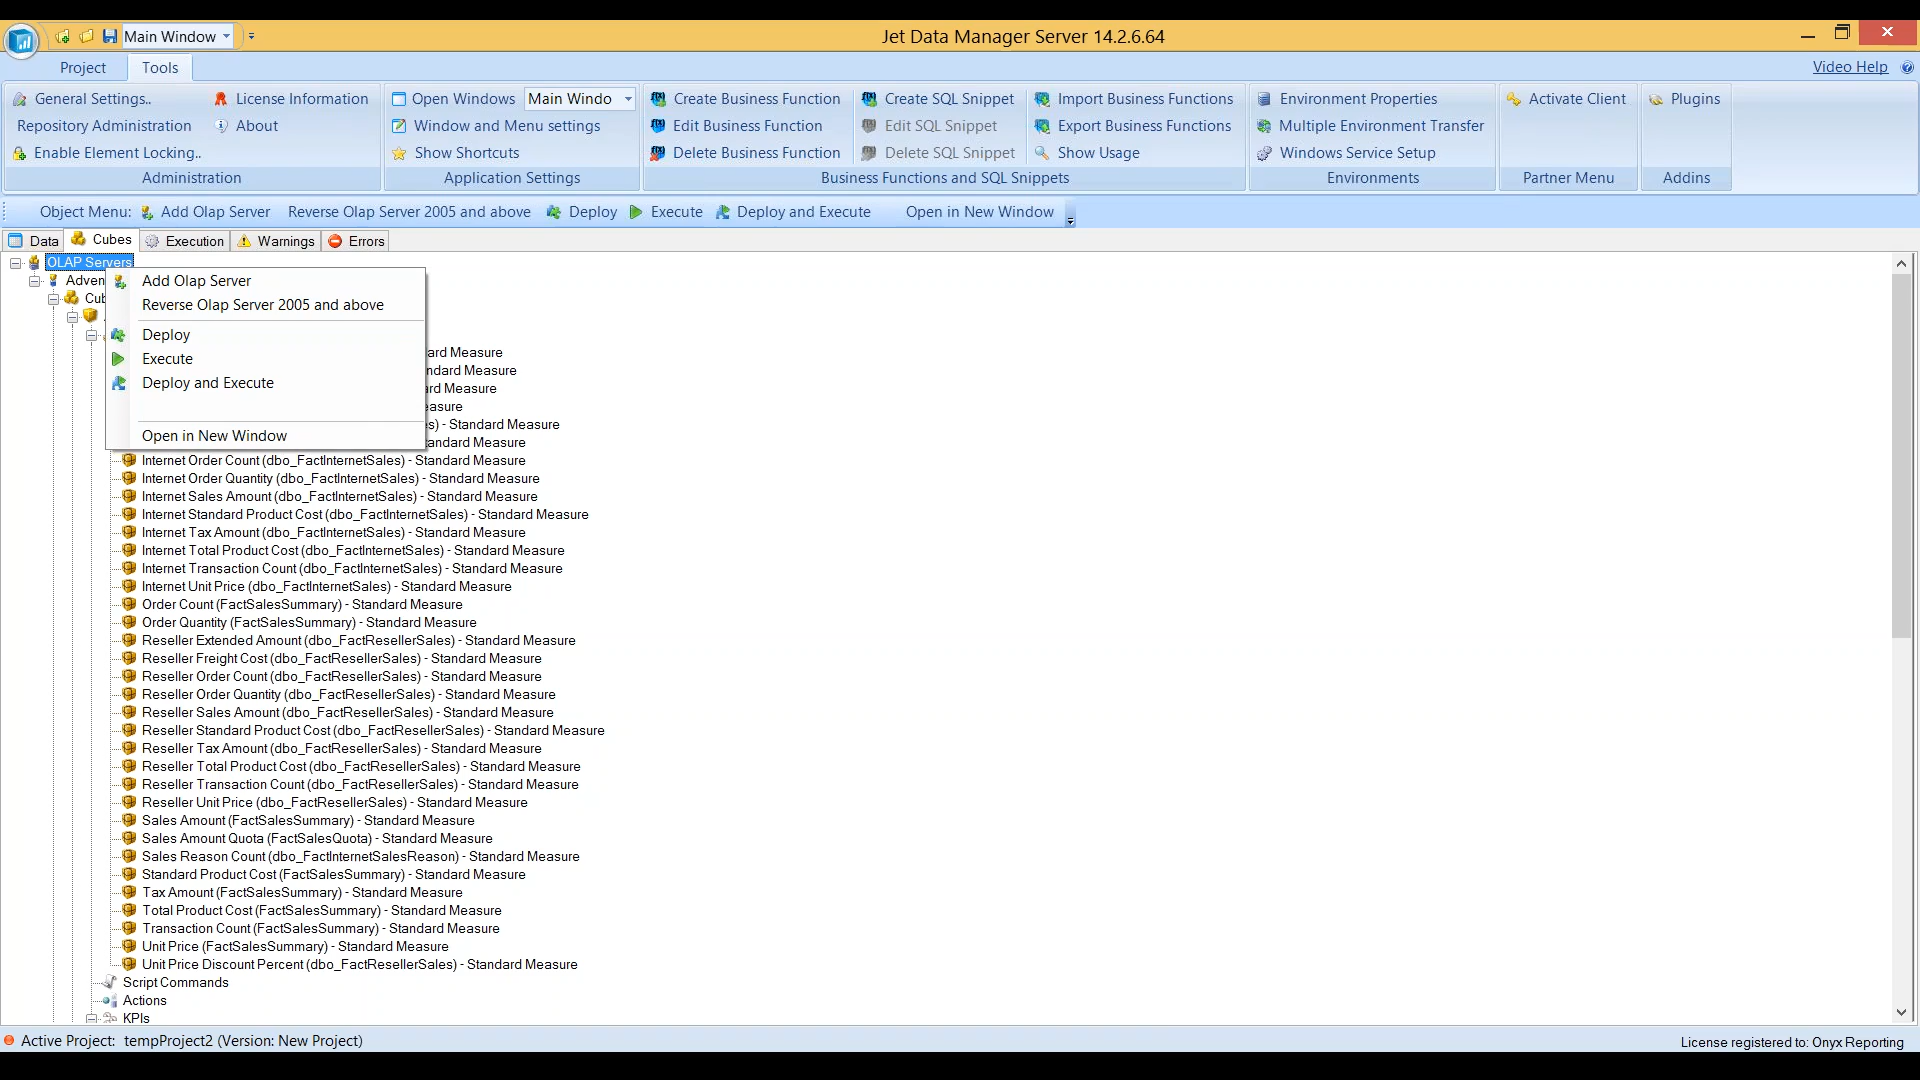 Main Window
Jet Data Manager Server 14.2.6.64
Project Tools Video Help
General Settings.. License Information Open Windows Main Windo Create Business Function Create SQL Snippet Import Business Functions Environment Properties Activate Client Plugins
Repository Administration About Window and Menu settings Edit Business Function Edit SQL Snippet Export Business Functions Multiple Environment Transfer
Enable Element Locking.. Show Shortcuts Delete Business Function Delete SQL Snippet Show Usage Windows Service Setup
Administration Application Settings Business Functions and SQL Snippets Environments Partner Menu Addins
Object Menu: Add Olap Server Reverse Olap Server 2005 and above Deploy Execute Deploy and Execute Open in New Window
Data Cubes Execution Warnings Errors
OLAP Servers
Adven
Cub
Add Olap Server
Reverse Olap Server 2005 and above
Deploy
Execute
Deploy and Execute
Open in New Window
ard Measure
ndard Measure
rd Measure
easure
s) - Standard Measure
andard Measure
Internet Order Count (dbo_FactInternetSales) - Standard Measure
Internet Order Quantity (dbo_FactInternetSales) - Standard Measure
Internet Sales Amount (dbo_FactInternetSales) - Standard Measure
Internet Standard Product Cost (dbo_FactInternetSales) - Standard Measure
Internet Tax Amount (dbo_FactInternetSales) - Standard Measure
Internet Total Product Cost (dbo_FactInternetSales) - Standard Measure
Internet Transaction Count (dbo_FactInternetSales) - Standard Measure
Internet Unit Price (dbo_FactInternetSales) - Standard Measure
Order Count (FactSalesSummary) - Standard Measure
Order Quantity (FactSalesSummary) - Standard Measure
Reseller Extended Amount (dbo_FactResellerSales) - Standard Measure
Reseller Freight Cost (dbo_FactResellerSales) - Standard Measure
Reseller Order Count (dbo_FactResellerSales) - Standard Measure
Reseller Order Quantity (dbo_FactResellerSales) - Standard Measure
Reseller Sales Amount (dbo_FactResellerSales) - Standard Measure
Reseller Standard Product Cost (dbo_FactResellerSales) - Standard Measure
Reseller Tax Amount (dbo_FactResellerSales) - Standard Measure
Reseller Total Product Cost (dbo_FactResellerSales) - Standard Measure
Reseller Transaction Count (dbo_FactResellerSales) - Standard Measure
Reseller Unit Price (dbo_FactResellerSales) - Standard Measure
Sales Amount (FactSalesSummary) - Standard Measure
Sales Amount Quota (FactSalesQuota) - Standard Measure
Sales Reason Count (dbo_FactInternetSalesReason) - Standard Measure
Standard Product Cost (FactSalesSummary) - Standard Measure
Tax Amount (FactSalesSummary) - Standard Measure
Total Product Cost (FactSalesSummary) - Standard Measure
Transaction Count (FactSalesSummary) - Standard Measure
Unit Price (FactSalesSummary) - Standard Measure
Unit Price Discount Percent (dbo_FactResellerSales) - Standard Measure
Script Commands
Actions
KPIs
Active Project: tempProject2 (Version: New Project)
License registered to: Onyx Reporting